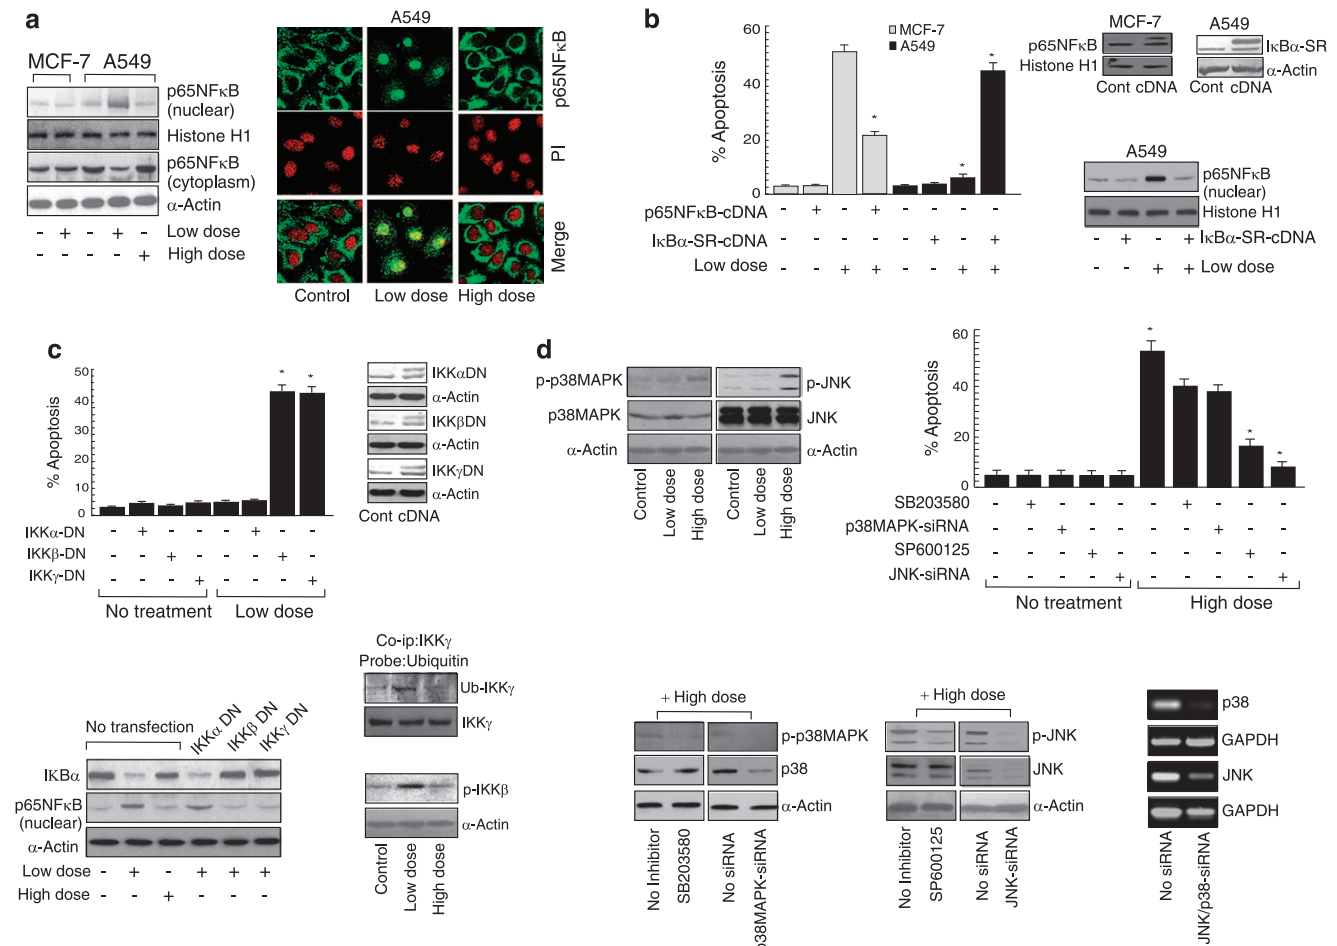 a
MCF-7 A549
p65NFκB
(nuclear)
Histone H1
p65NFκB
(cytoplasm)
α-Actin
- + - + - Low dose
- - - - + High dose
A549
p65NFκB
PI
Merge
Control Low dose High dose
b
% Apoptosis
60
40
20
0
MCF-7
A549
* * *
p65NFκB-cDNA - + - + - - - -
IκBα-SR-cDNA - - - - - + - +
Low dose - - + + - - + +
MCF-7 A549
p65NFκB
Histone H1
IκBα-SR
α-Actin
Cont cDNA Cont cDNA
A549
p65NFκB
(nuclear)
Histone H1
- + - + IκBα-SR-cDNA
- - + + Low dose
c
% Apoptosis
50
40
30
20
10
0
* *
IKKα-DN - + - - - + - -
IKKβ-DN - - + - - - + -
IKKγ-DN - - - + - - - +
No treatment Low dose
IKKαDN
α-Actin
IKKβDN
α-Actin
IKKγDN
α-Actin
Cont cDNA
No transfection
IKKα DN
IKKβ DN
IKKγ DN
IKBα
p65NFκB
(nuclear)
α-Actin
Low dose - + - + + +
High dose - - + - - -
Co-ip:IKKγ
Probe:Ubiquitin
Ub-IKKγ
IKKγ
p-IKKβ
α-Actin
Control
Low dose
High dose
d
p-p38MAPK
p38MAPK
α-Actin
p-JNK
JNK
α-Actin
Control
Low dose
High dose
Control
Low dose
High dose
% Apoptosis
60
40
20
0
* * *
SB203580 - + - - - - + - - -
p38MAPK-siRNA - - + - - - - + - -
SP600125 - - - + - - - - + -
JNK-siRNA - - - - + - - - - +
No treatment High dose
+ High dose
p-p38MAPK
p38
α-Actin
No Inhibitor
SB203580
No siRNA
p38MAPK-siRNA
+ High dose
p-JNK
JNK
α-Actin
No Inhibitor
SP600125
No siRNA
JNK-siRNA
p38
GAPDH
JNK
GAPDH
No siRNA
JNK/p38-siRNA